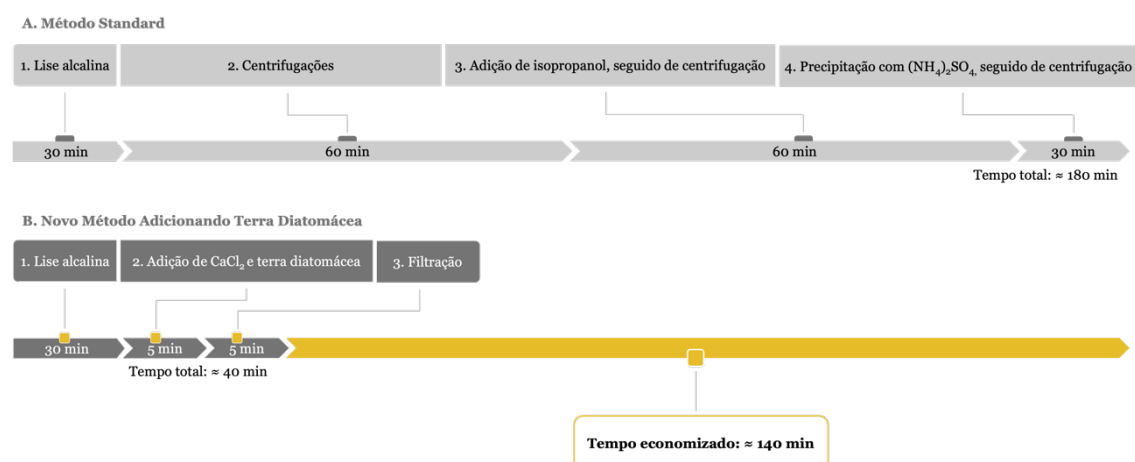 A. Método Standard
1. Lise alcalina
2. Centrifugações
3. Adição de isopropanol, seguido de centrifugação
4. Precipitação com (NH₄)₂SO₄, seguido de centrifugação
30 min
60 min
60 min
30 min
Tempo total: ≈ 180 min
B. Novo Método Adicionando Terra Diatomácea
1. Lise alcalina
2. Adição de CaCl₂ e terra diatomácea
3. Filtração
30 min
5 min
5 min
Tempo total: ≈ 40 min
Tempo economizado: ≈ 140 min